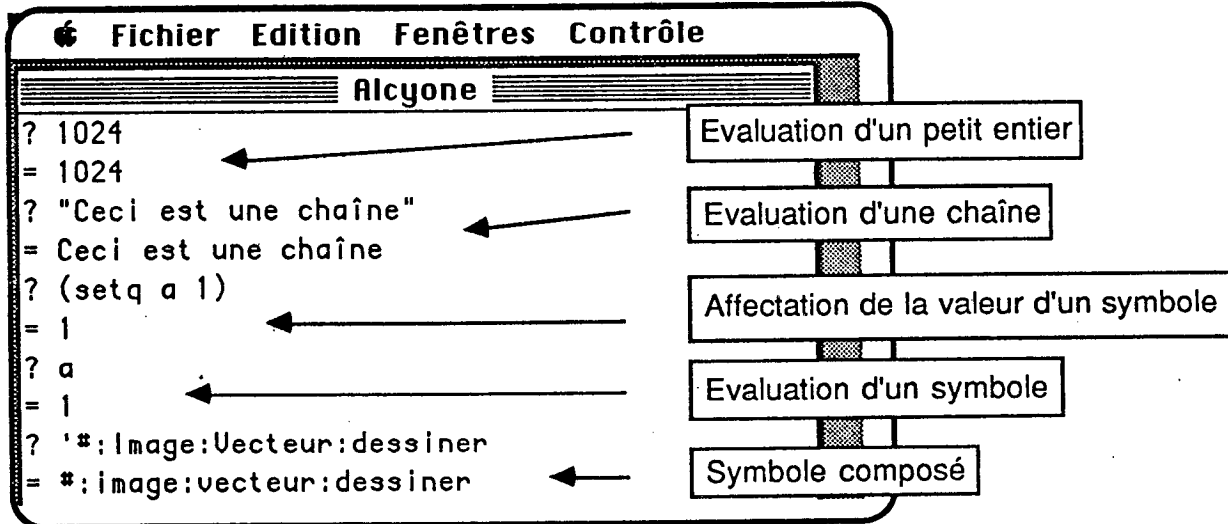 Fichier Edition Fenêtres Contrôle
Alcyone
? 1024
= 1024
? "Ceci est une chaîne"
= Ceci est une chaîne
? (setq a 1)
= 1
? a
= 1
? '#:Image:Vecteur:dessiner
= #:image:vecteur:dessiner
Evaluation d'un petit entier
Evaluation d'une chaîne
Affectation de la valeur d'un symbole
Evaluation d'un symbole
Symbole composé